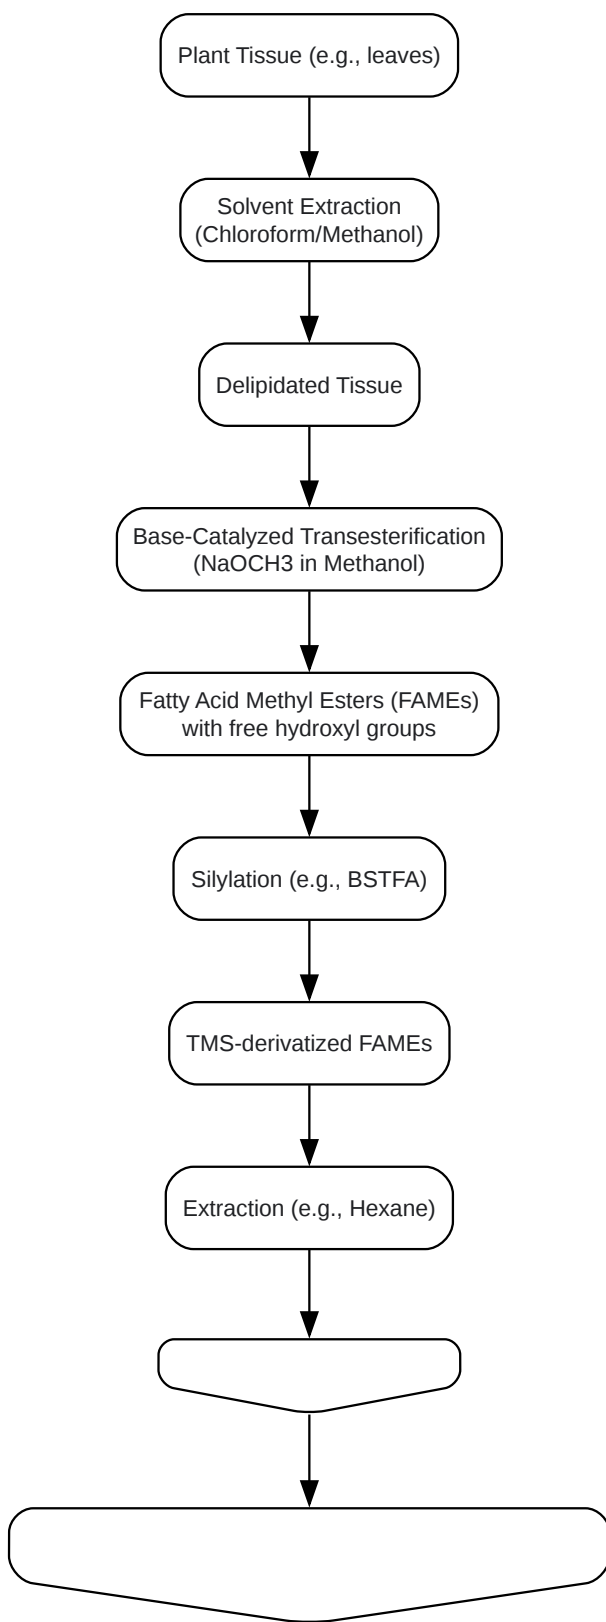 Plant Tissue (e.g., leaves)
Solvent Extraction
(Chloroform/Methanol)
Delipidated Tissue
Base-Catalyzed Transesterification
(NaOCH3 in Methanol)
Fatty Acid Methyl Esters (FAMEs)
with free hydroxyl groups
Silylation (e.g., BSTFA)
TMS-derivatized FAMEs
Extraction (e.g., Hexane)